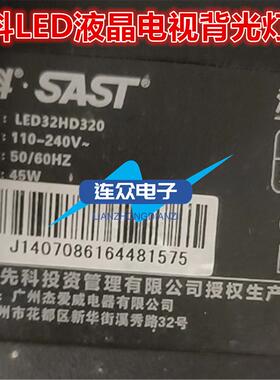 科LED液晶电视背光灯
科 SAST
: LED32HD320
: 110-240V~
: 50/60HZ
: 45W
连众电子
LIANZHONGDIANZI
J1407086164481575
先科投资管理有限公司授权生产
: 广州杰爱威电器有限公司
州市花都区新华街溪秀路32号